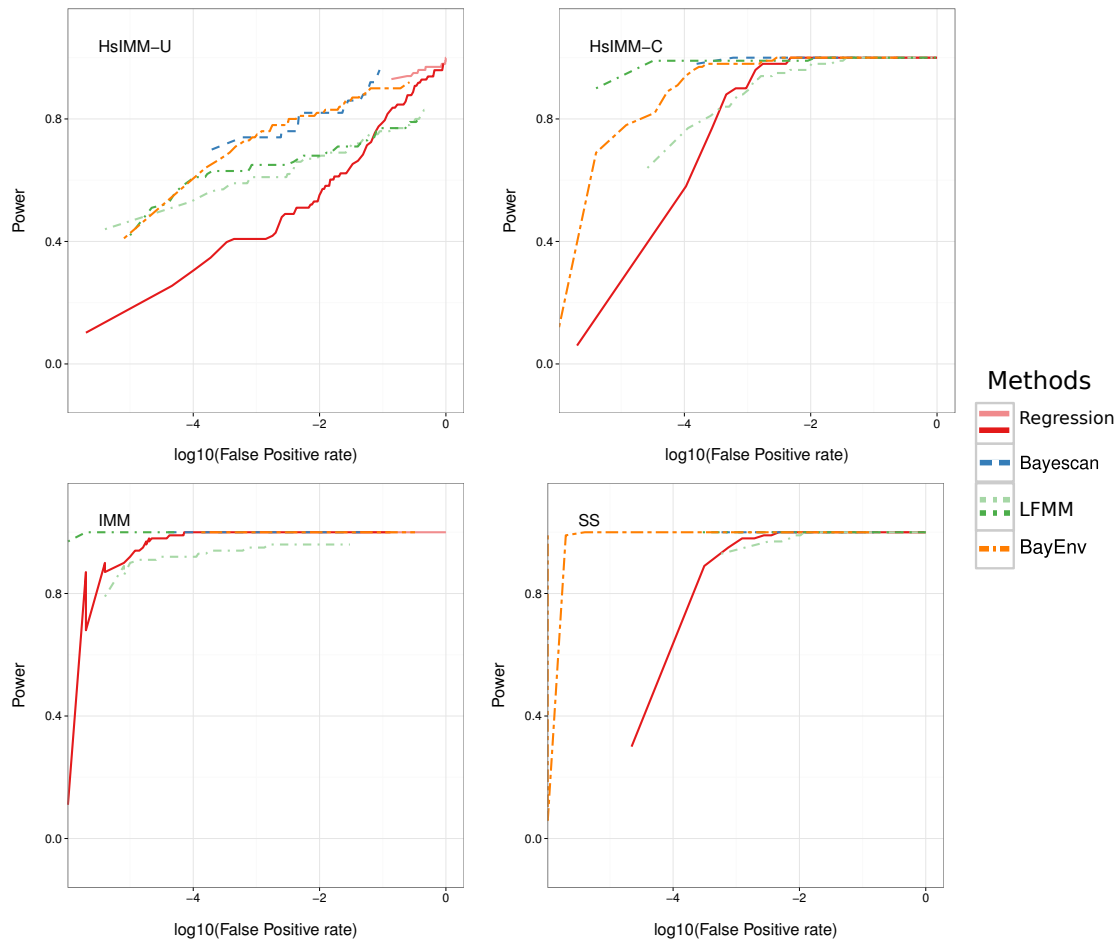 HsIMM−U
0.8
0.4
0.0
Power
−4
−2
0
log10(False Positive rate)
HsIMM−C
0.8
0.4
0.0
Power
−4
−2
0
log10(False Positive rate)
Methods
Regression
Bayescan
LFMM
BayEnv
IMM
0.8
0.4
0.0
Power
−4
−2
0
log10(False Positive rate)
SS
0.8
0.4
0.0
Power
−4
−2
0
log10(False Positive rate)